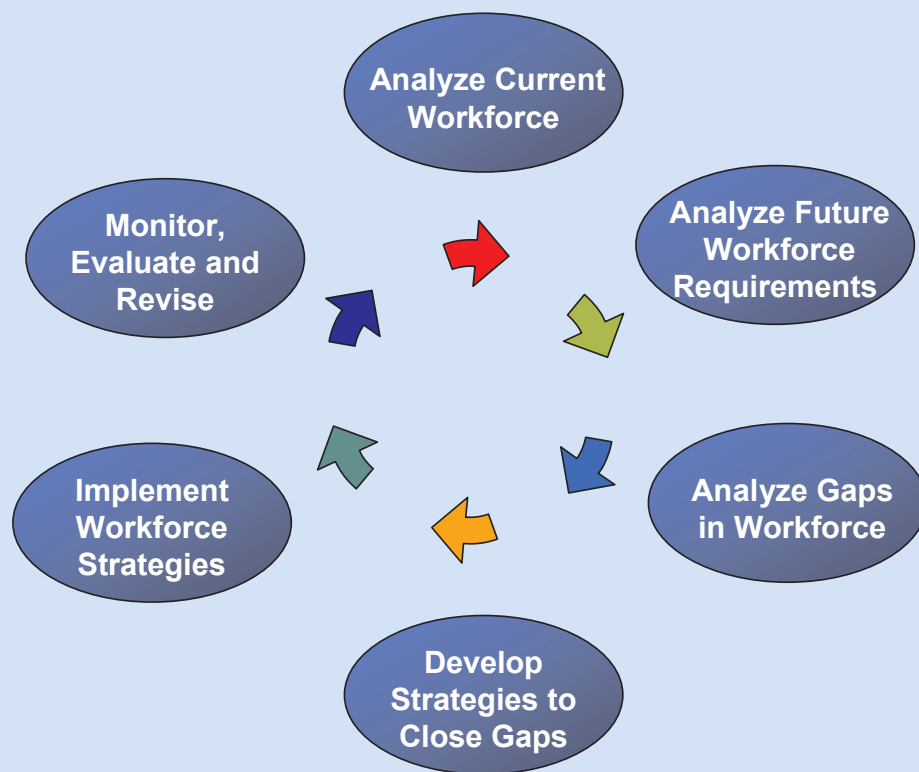 Analyze Current
Workforce
Analyze Future
Workforce
Requirements
Analyze Gaps
in Workforce
Develop
Strategies to
Close Gaps
Implement
Workforce
Strategies
Monitor,
Evaluate and
Revise